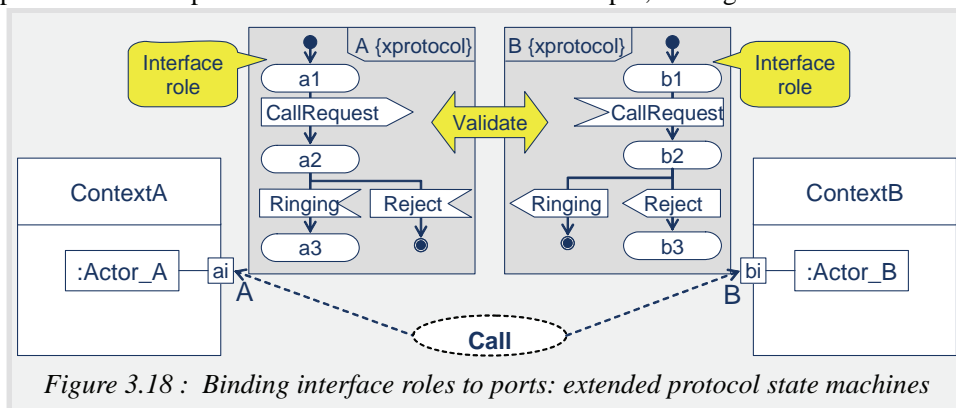 A {xprotocol}
B {xprotocol}
Interface
role
Interface
role
a1
CallRequest
a2
Ringing
Reject
a3
Validate
b1
CallRequest
b2
Ringing
Reject
b3
ContextA
:Actor_A
ai
A
ContextB
bi
:Actor_B
B
Call
Figure 3.18 : Binding interface roles to ports: extended protocol state machines